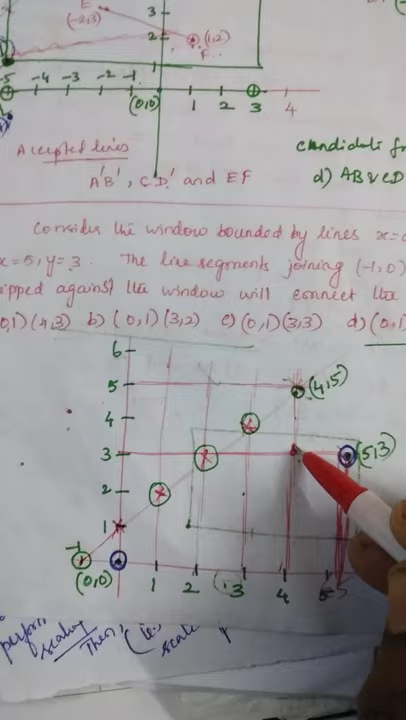 E
(-2,3)
3
2
(1,2)
F
-5 -4 -3 -2 -1 (0,0) 1 2 3 4
Accepted lines
A'B', C.D.' and EF
d) AB & CD
Consider the window bounded by lines
x=5, y=3. The line segments joining (-1,0)
against the window will connect the
(4,3) b) (0,1)(3,2) c) (0,1)(3,3) d) (0,1)
6
5 (4,5)
4
3 (5,3)
2
1
-1
(0,0) 1 2 3 4 5
perform
scaling Then, (ie.
scale